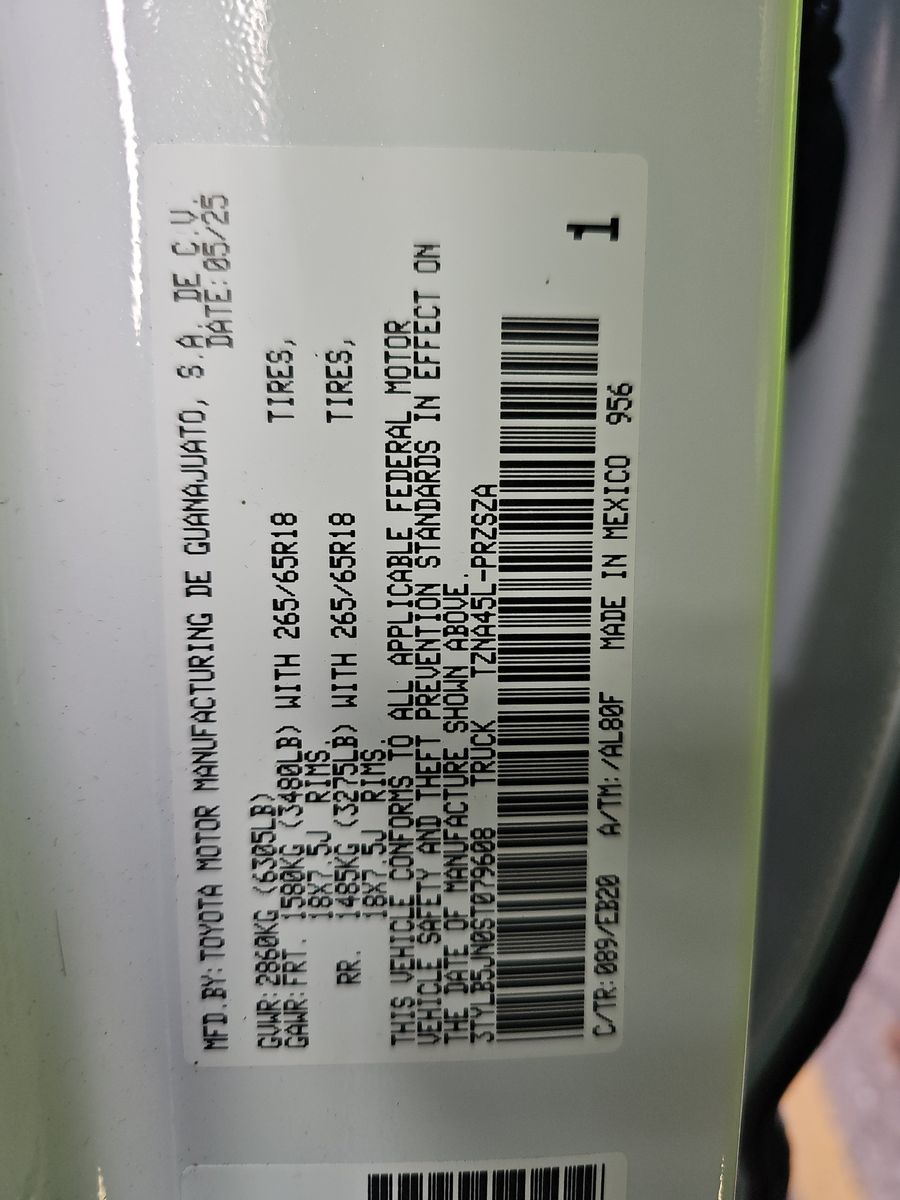 MFD.BY:TOYOTA MOTOR MANUFACTURING DE GUANAJUATO, S.A. DE C.V.
DATE:05/25
GVWR:2860KG (6305LB)
GAWR:FRT. 1580KG (3480LB) WITH 265/65R18 TIRES,
18X7.5J RIMS,
RR. 1485KG (3275LB) WITH 265/65R18 TIRES,
18X7.5J RIMS.
THIS VEHICLE CONFORMS TO ALL APPLICABLE FEDERAL MOTOR
VEHICLE SAFETY AND THEFT PREVENTION STANDARDS IN EFFECT ON
THE DATE OF MANUFACTURE SHOWN ABOVE.
3TYLB5JN0ST079608 TRUCK TZNA45L-PRZSZA
1
C/TR:089/EB20 A/TM:/AL80F MADE IN MEXICO 956